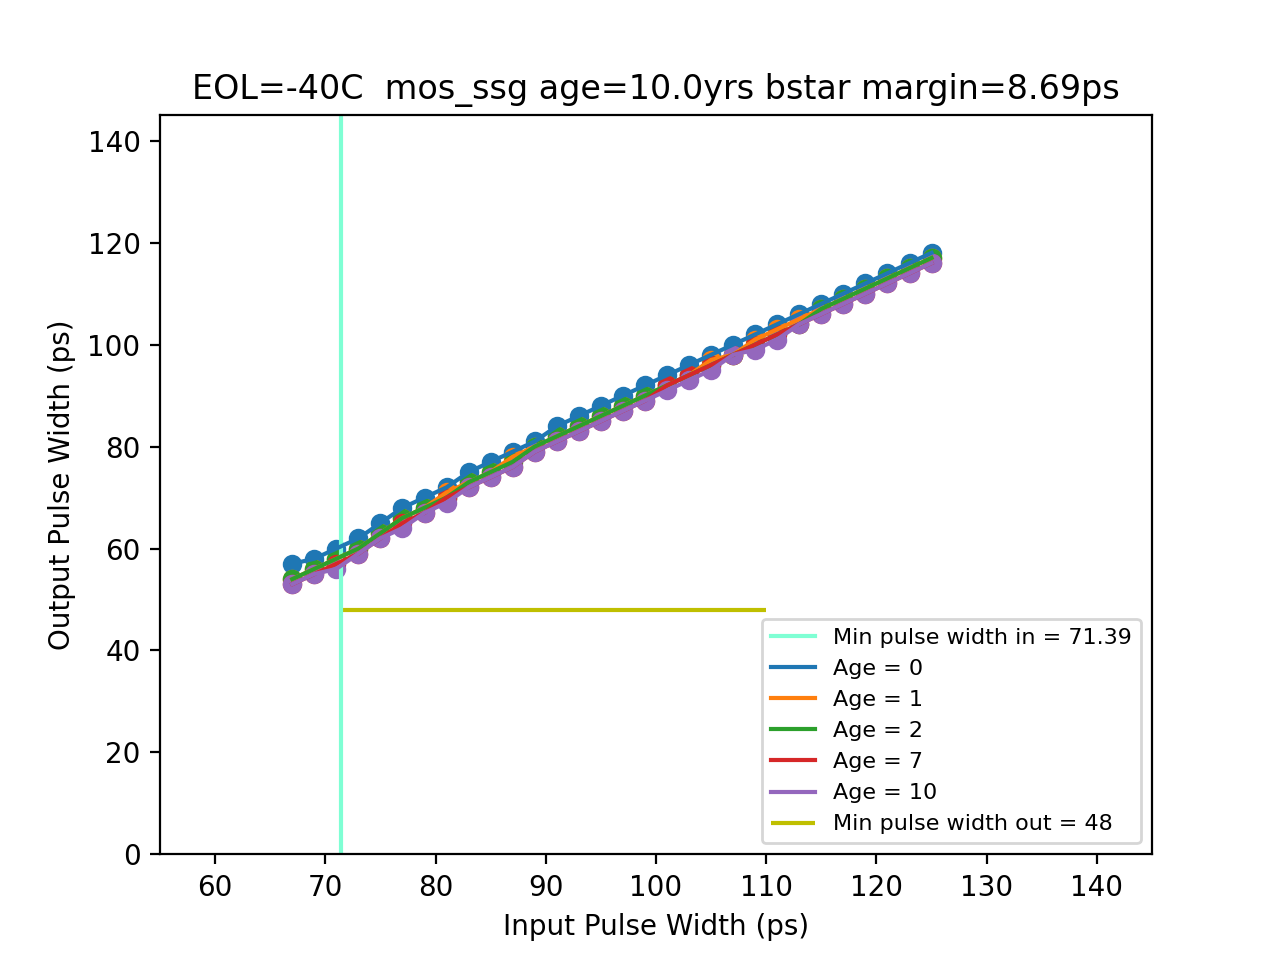 EOL=-40C  mos_ssg age=10.0yrs bstar margin=8.69ps
Output Pulse Width (ps)
140
120
100
80
60
40
20
0
Min pulse width in = 71.39
Age = 0
Age = 1
Age = 2
Age = 7
Age = 10
Min pulse width out = 48
60 70 80 90 100 110 120 130 140
Input Pulse Width (ps)